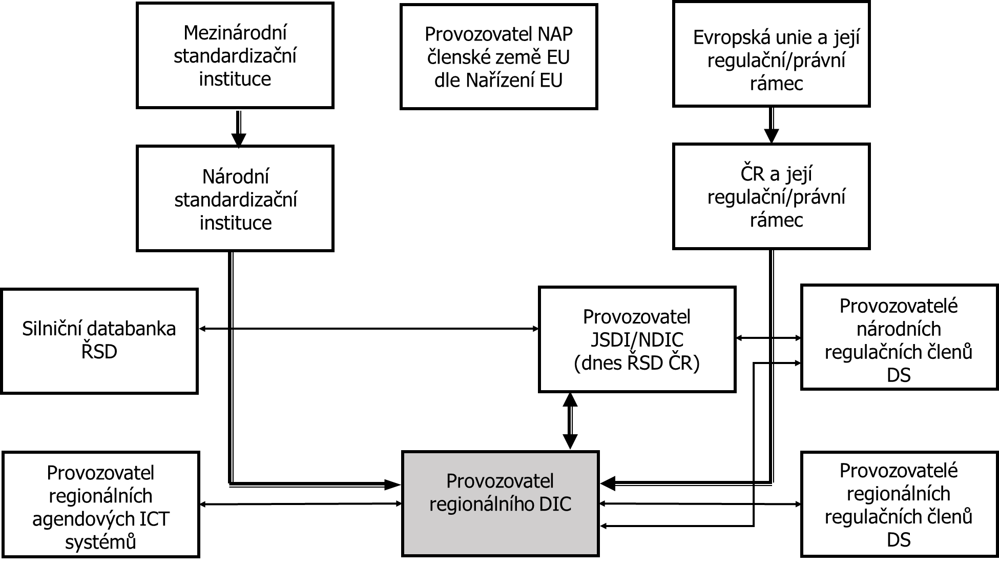 Mezinárodní
standardizační
instituce
Provozovatel NAP
členské země EU
dle Nařízení EU
Evropská unie a její
regulační/právní
rámec
Národní
standardizační
instituce
ČR a její
regulační/právní
rámec
Silniční databanka
ŘSD
Provozovatel
JSDI/NDIC
(dnes ŘSD ČR)
Provozovatelé
národních
regulačních členů
DS
Provozovatel
regionálních
agendových ICT
systémů
Provozovatel
regionálního DIC
Provozovatelé
regionálních
regulačních členů
DS